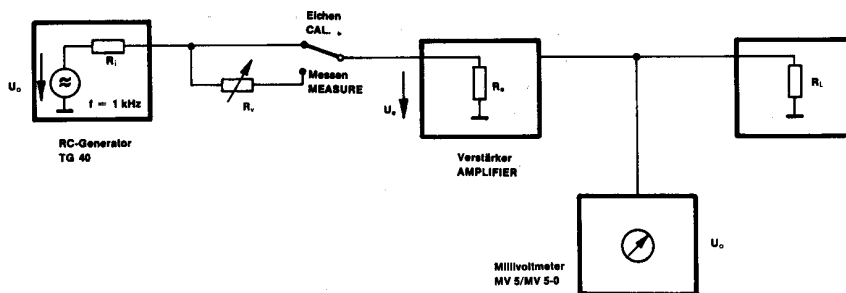 Eichen
CAL.
Ri
Uo
f = 1 kHz
Messen
MEASURE
Rv
Ue
Re
RL
RC-Generator
TG 40
Verstärker
AMPLIFIER
Uo
Millivoltmeter
MV 5/MV 5-0